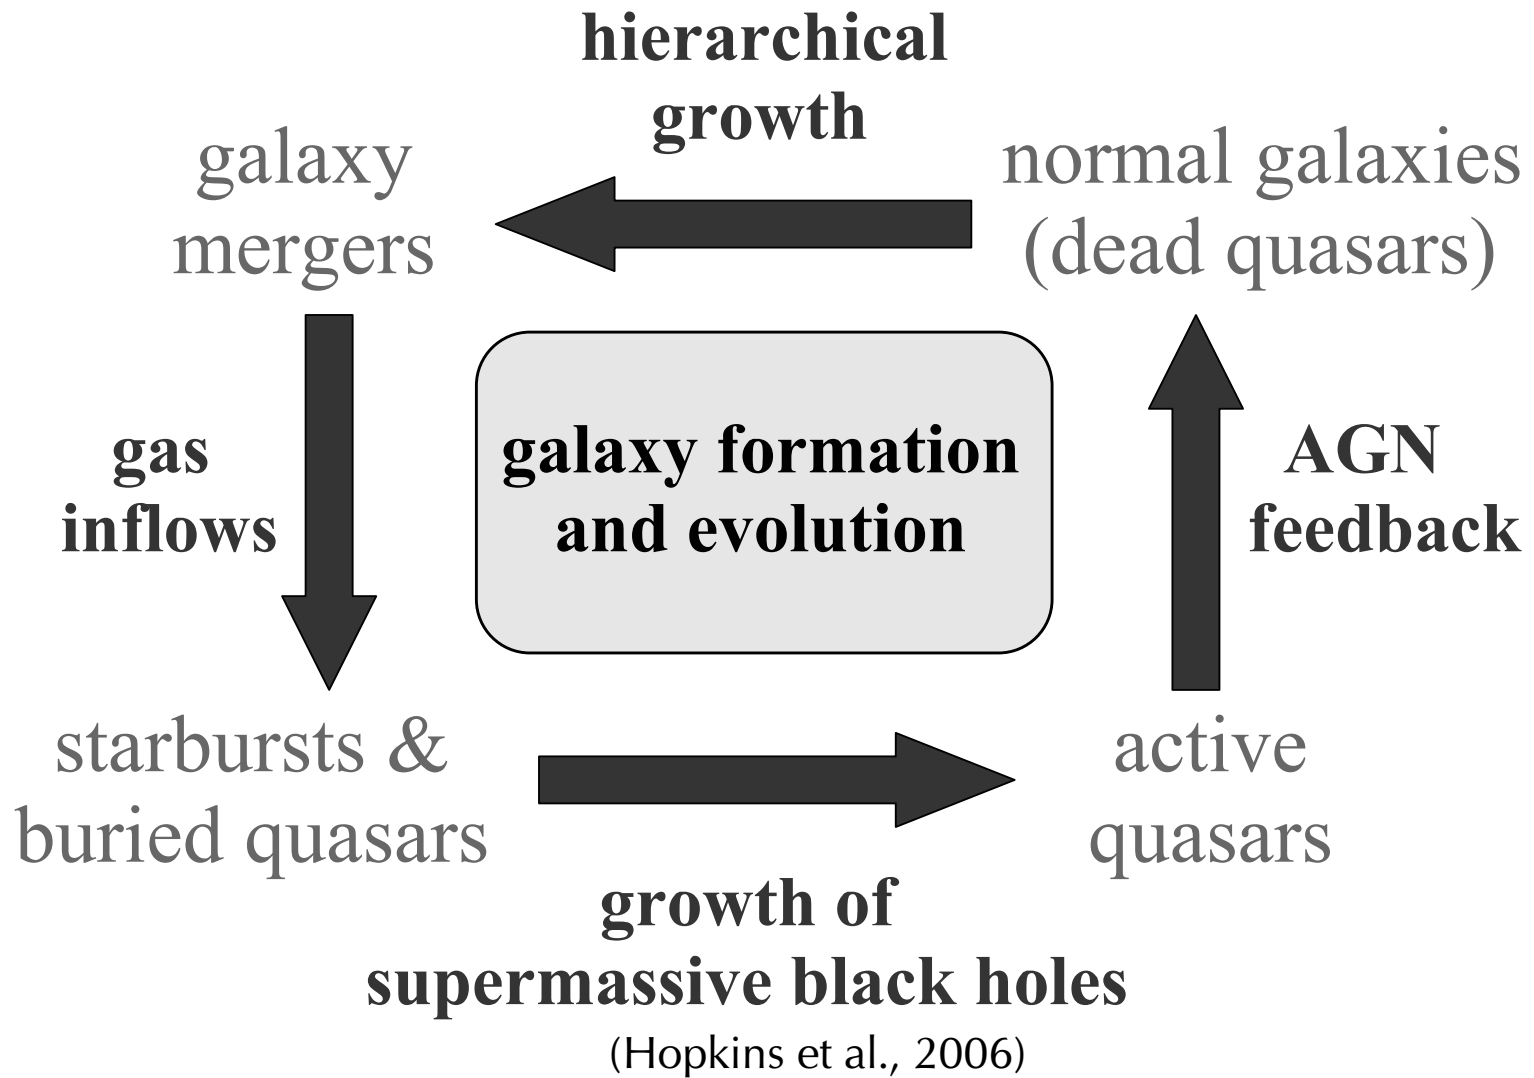 hierarchical
growth
galaxy
mergers
normal galaxies
(dead quasars)
gas
inflows
galaxy formation
and evolution
AGN
feedback
starbursts &
buried quasars
active
quasars
growth of
supermassive black holes
(Hopkins et al., 2006)